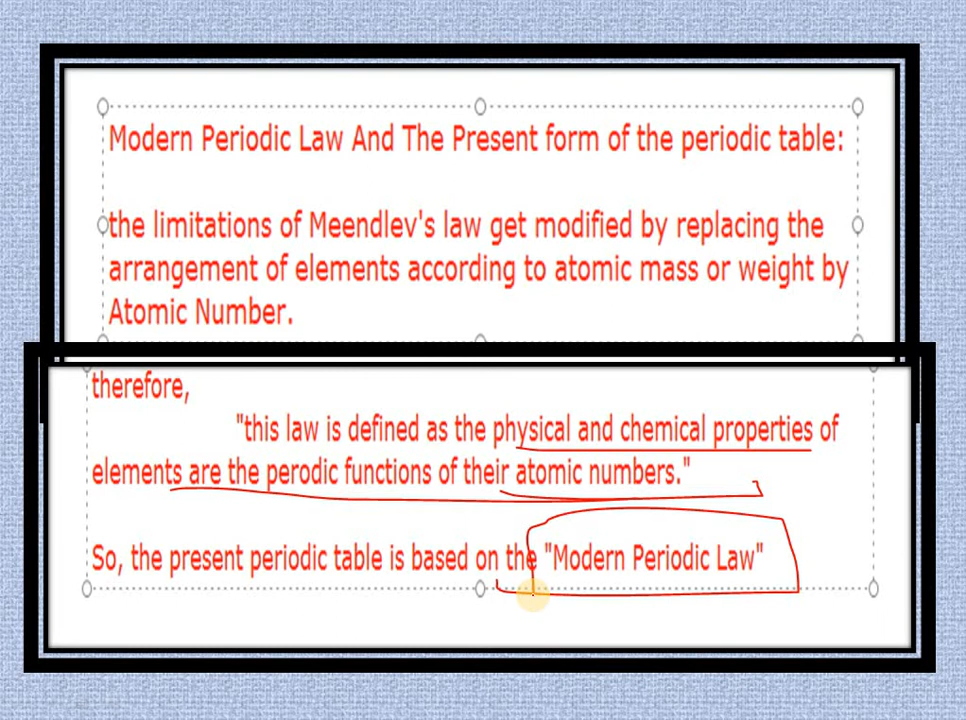 Modern Periodic Law And The Present form of the periodic table:
the limitations of Meendlev's law get modified by replacing the
arrangement of elements according to atomic mass or weight by
Atomic Number.
therefore,
"this law is defined as the physical and chemical properties of
elements are the perodic functions of their atomic numbers."
So, the present periodic table is based on the "Modern Periodic Law"